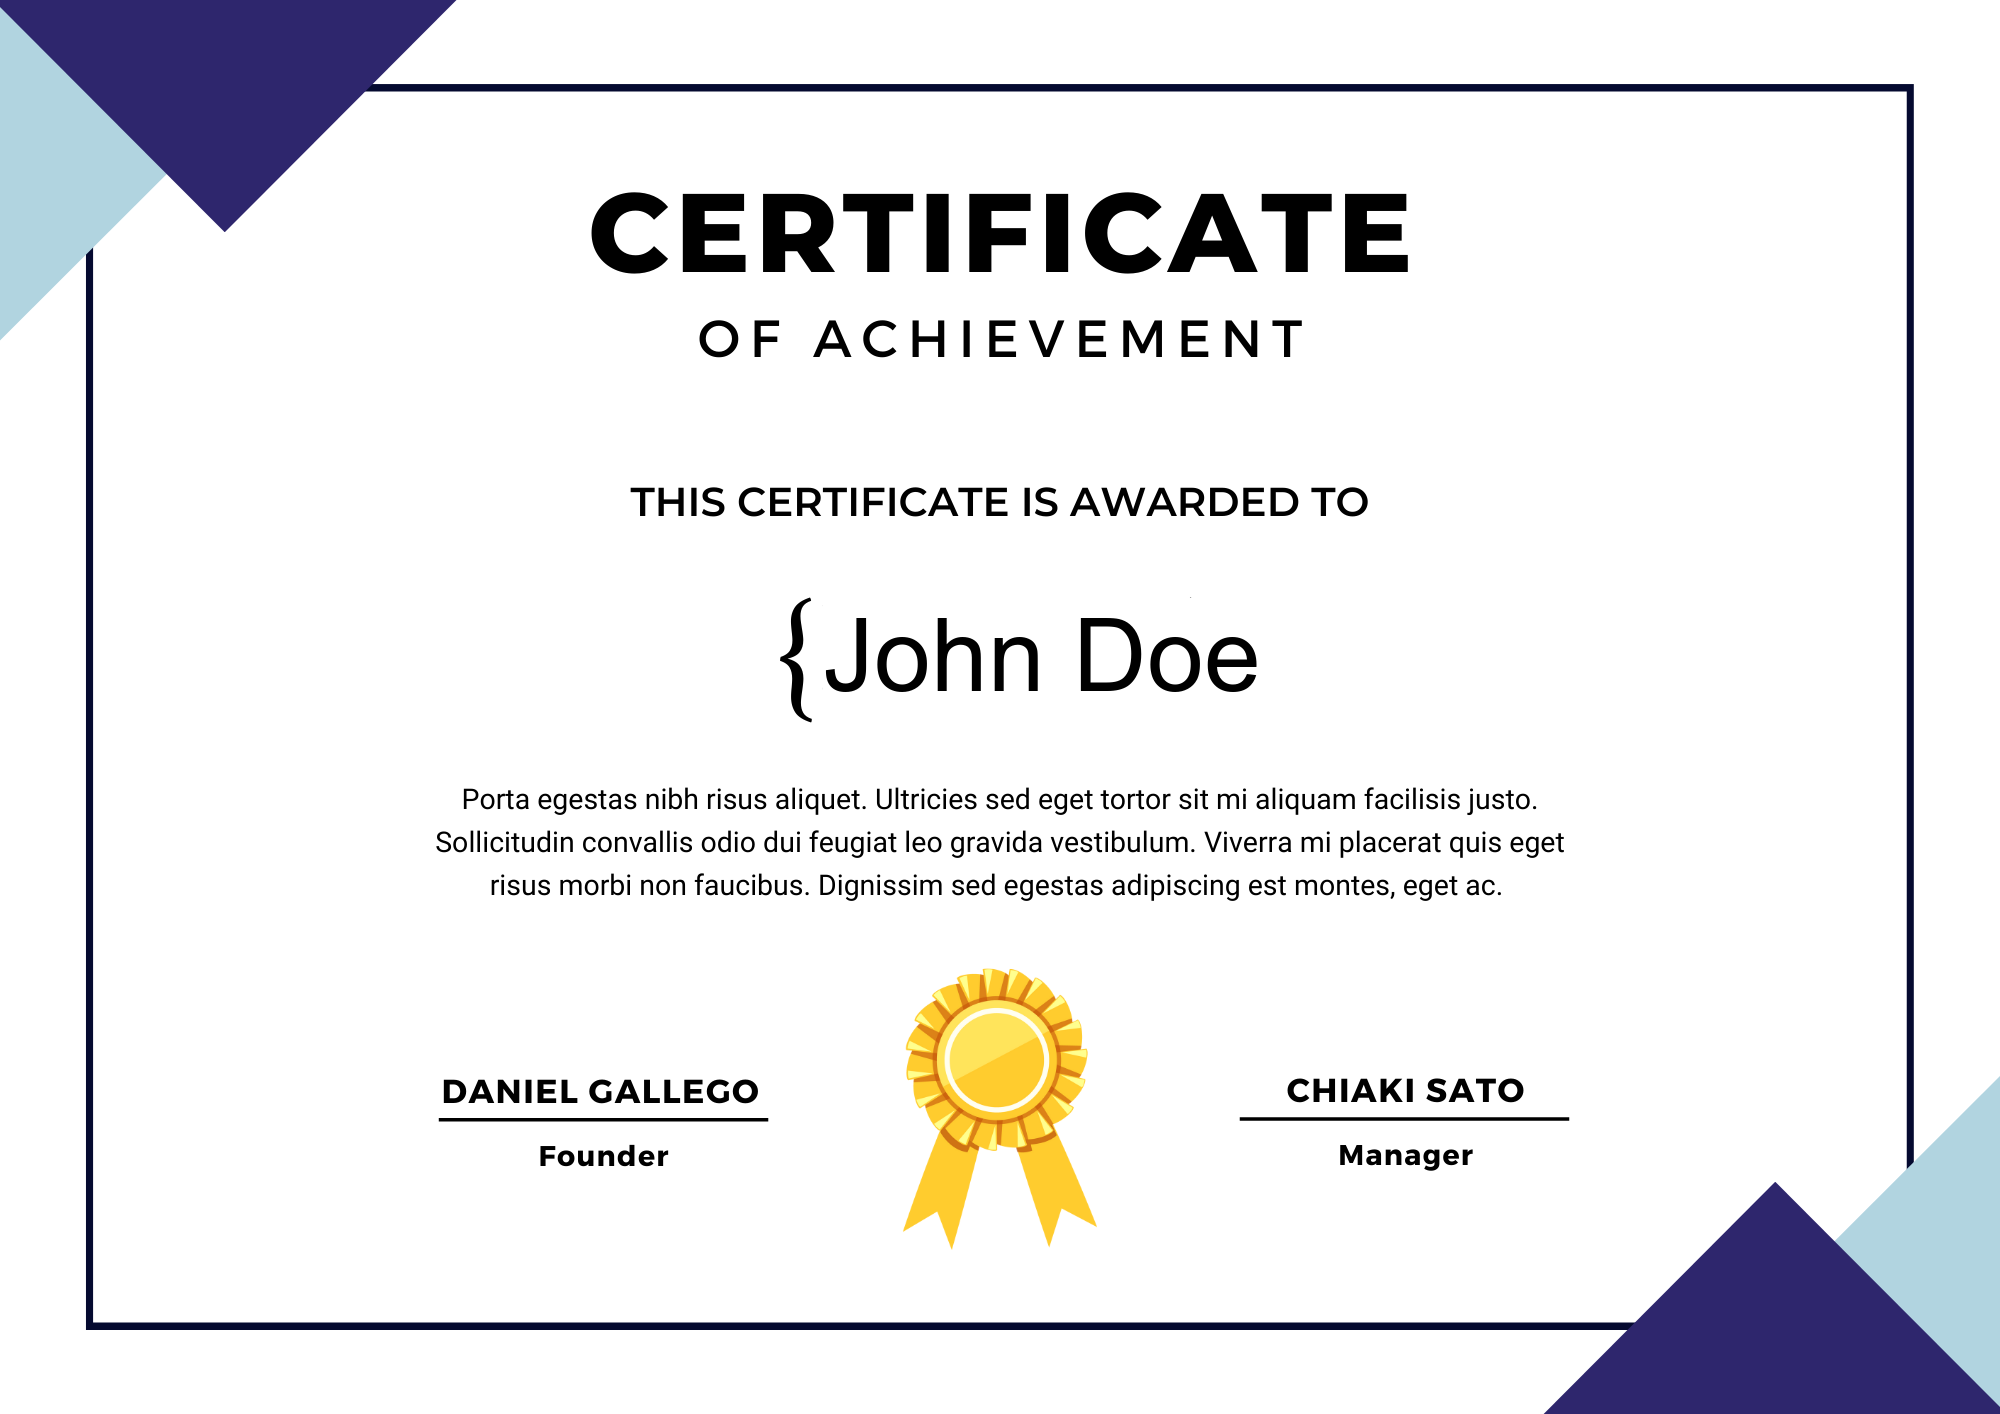 CERTIFICATE
OF ACHIEVEMENT
THIS CERTIFICATE IS AWARDED TO
{John Doe
Porta egestas nibh risus aliquet. Ultricies sed eget tortor sit mi aliquam facilisis justo.
Sollicitudin convallis odio dui feugiat leo gravida vestibulum. Viverra mi placerat quis eget
risus morbi non faucibus. Dignissim sed egestas adipiscing est montes, eget ac.
DANIEL GALLEGO
Founder
CHIAKI SATO
Manager